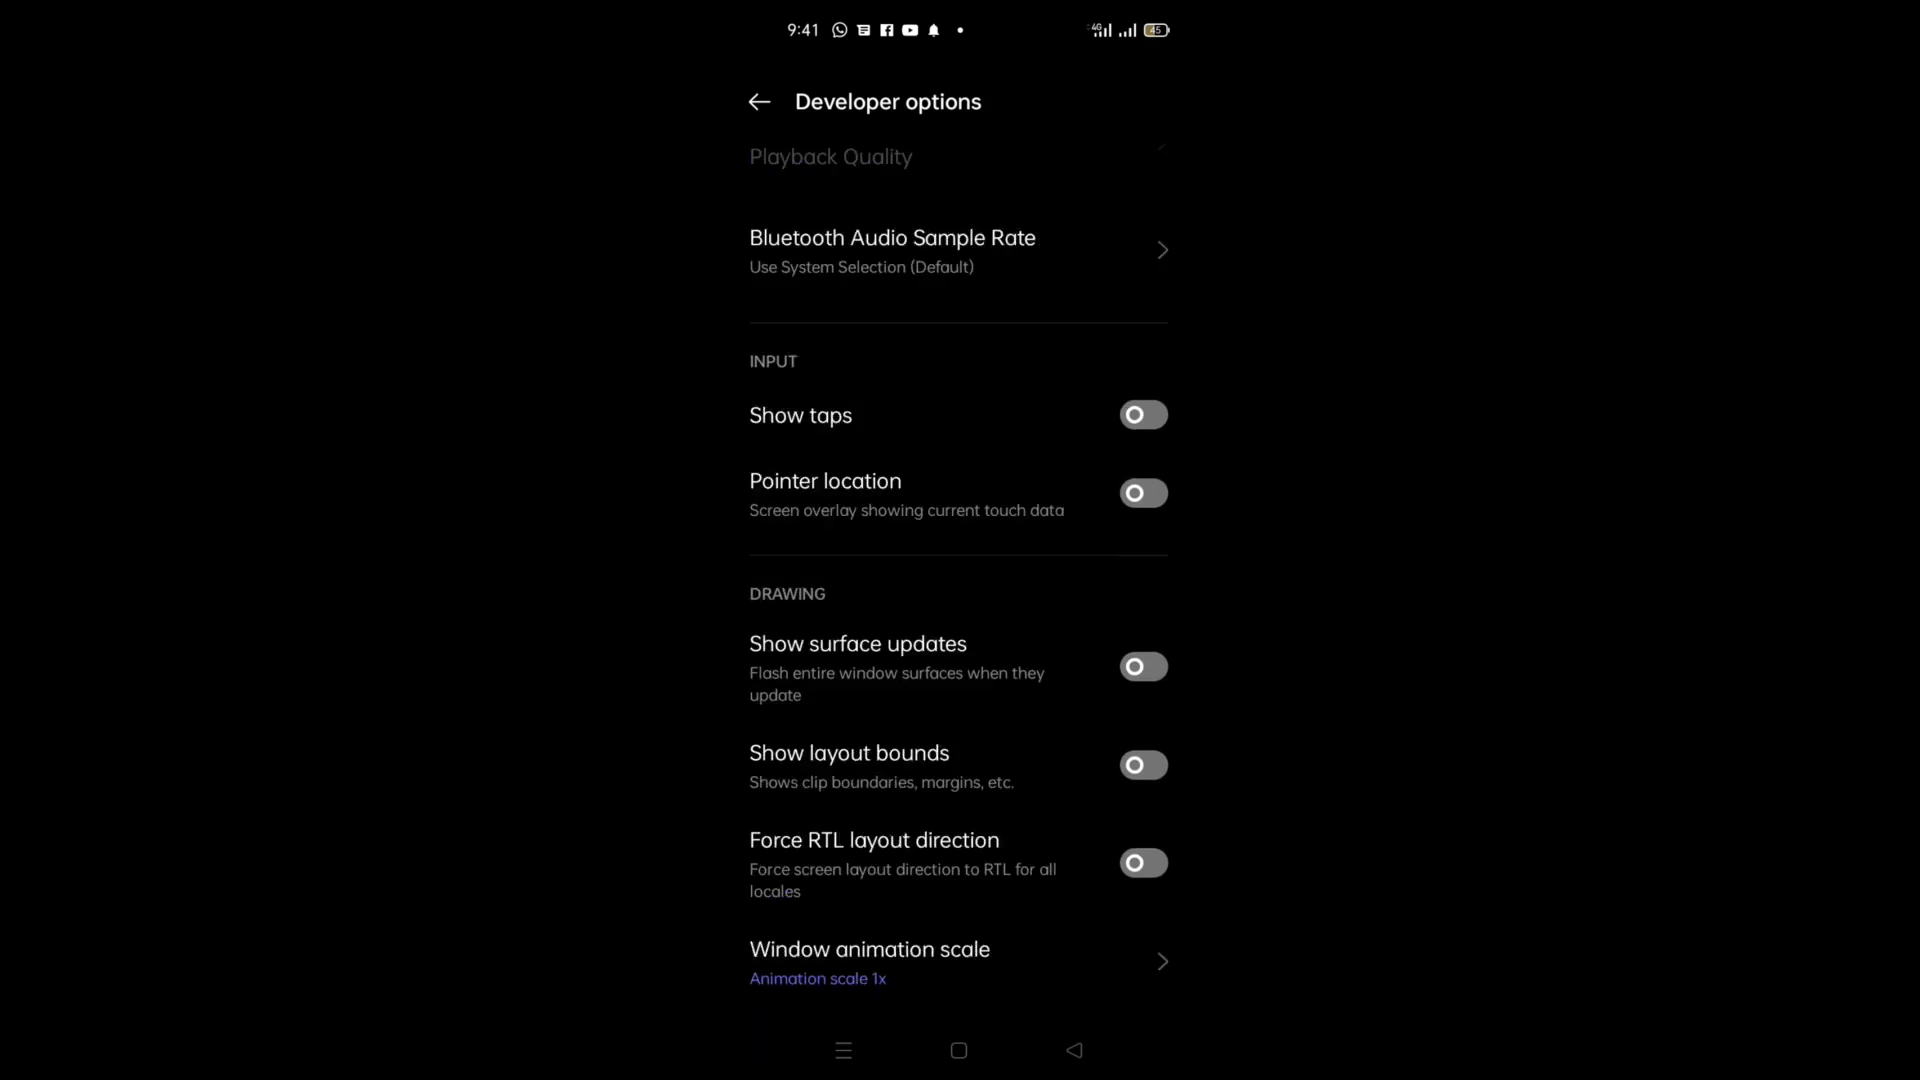 9:41 4G 45
Developer options
Playback Quality
Bluetooth Audio Sample Rate
Use System Selection (Default)
INPUT
Show taps
Pointer location
Screen overlay showing current touch data
DRAWING
Show surface updates
Flash entire window surfaces when they
update
Show layout bounds
Shows clip boundaries, margins, etc.
Force RTL layout direction
Force screen layout direction to RTL for all
locales
Window animation scale
Animation scale 1x